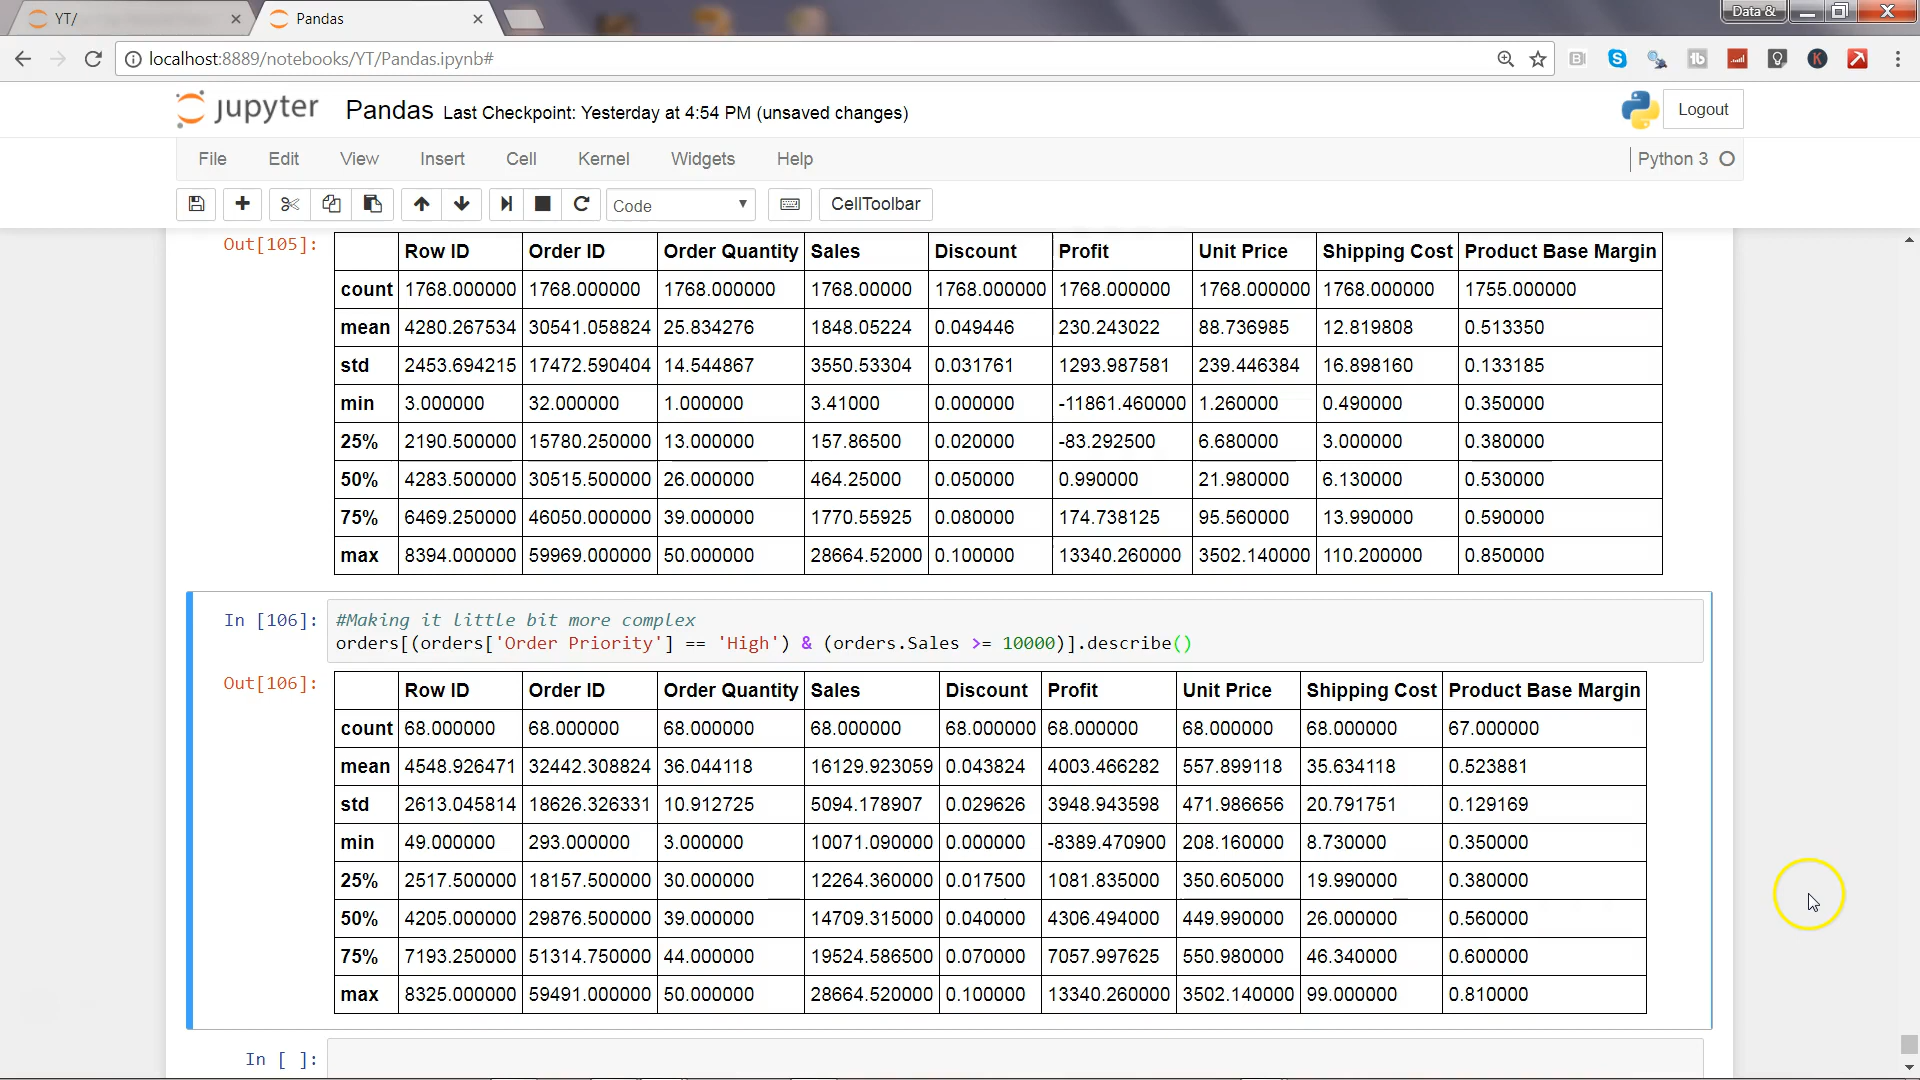 YT/
Pandas
Data &
localhost:8889/notebooks/YT/Pandas.ipynb#
jupyter Pandas Last Checkpoint: Yesterday at 4:54 PM (unsaved changes) Logout
File Edit View Insert Cell Kernel Widgets Help Python 3
Code CellToolbar
Out[105]: Row ID Order ID Order Quantity Sales Discount Profit Unit Price Shipping Cost Product Base Margin
count 1768.000000 1768.000000 1768.000000 1768.00000 1768.000000 1768.000000 1768.000000 1768.000000 1755.000000
mean 4280.267534 30541.058824 25.834276 1848.05224 0.049446 230.243022 88.736985 12.819808 0.513350
std 2453.694215 17472.590404 14.544867 3550.53304 0.031761 1293.987581 239.446384 16.898160 0.133185
min 3.000000 32.000000 1.000000 3.41000 0.000000 -11861.460000 1.260000 0.490000 0.350000
25% 2190.500000 15780.250000 13.000000 157.86500 0.020000 -83.292500 6.680000 3.000000 0.380000
50% 4283.500000 30515.500000 26.000000 464.25000 0.050000 0.990000 21.980000 6.130000 0.530000
75% 6469.250000 46050.000000 39.000000 1770.55925 0.080000 174.738125 95.560000 13.990000 0.590000
max 8394.000000 59969.000000 50.000000 28664.52000 0.100000 13340.260000 3502.140000 110.200000 0.850000
In [106]: #Making it little bit more complex
orders[(orders['Order Priority'] == 'High') & (orders.Sales >= 10000)].describe()
Out[106]: Row ID Order ID Order Quantity Sales Discount Profit Unit Price Shipping Cost Product Base Margin
count 68.000000 68.000000 68.000000 68.000000 68.000000 68.000000 68.000000 68.000000 67.000000
mean 4548.926471 32442.308824 36.044118 16129.923059 0.043824 4003.466282 557.899118 35.634118 0.523881
std 2613.045814 18626.326331 10.912725 5094.178907 0.029626 3948.943598 471.986656 20.791751 0.129169
min 49.000000 293.000000 3.000000 10071.090000 0.000000 -8389.470900 208.160000 8.730000 0.350000
25% 2517.500000 18157.500000 30.000000 12264.360000 0.017500 1081.835000 350.605000 19.990000 0.380000
50% 4205.000000 29876.500000 39.000000 14709.315000 0.040000 4306.494000 449.990000 26.000000 0.560000
75% 7193.250000 51314.750000 44.000000 19524.586500 0.070000 7057.997625 550.980000 46.340000 0.600000
max 8325.000000 59491.000000 50.000000 28664.520000 0.100000 13340.260000 3502.140000 99.000000 0.810000
In [ ]: